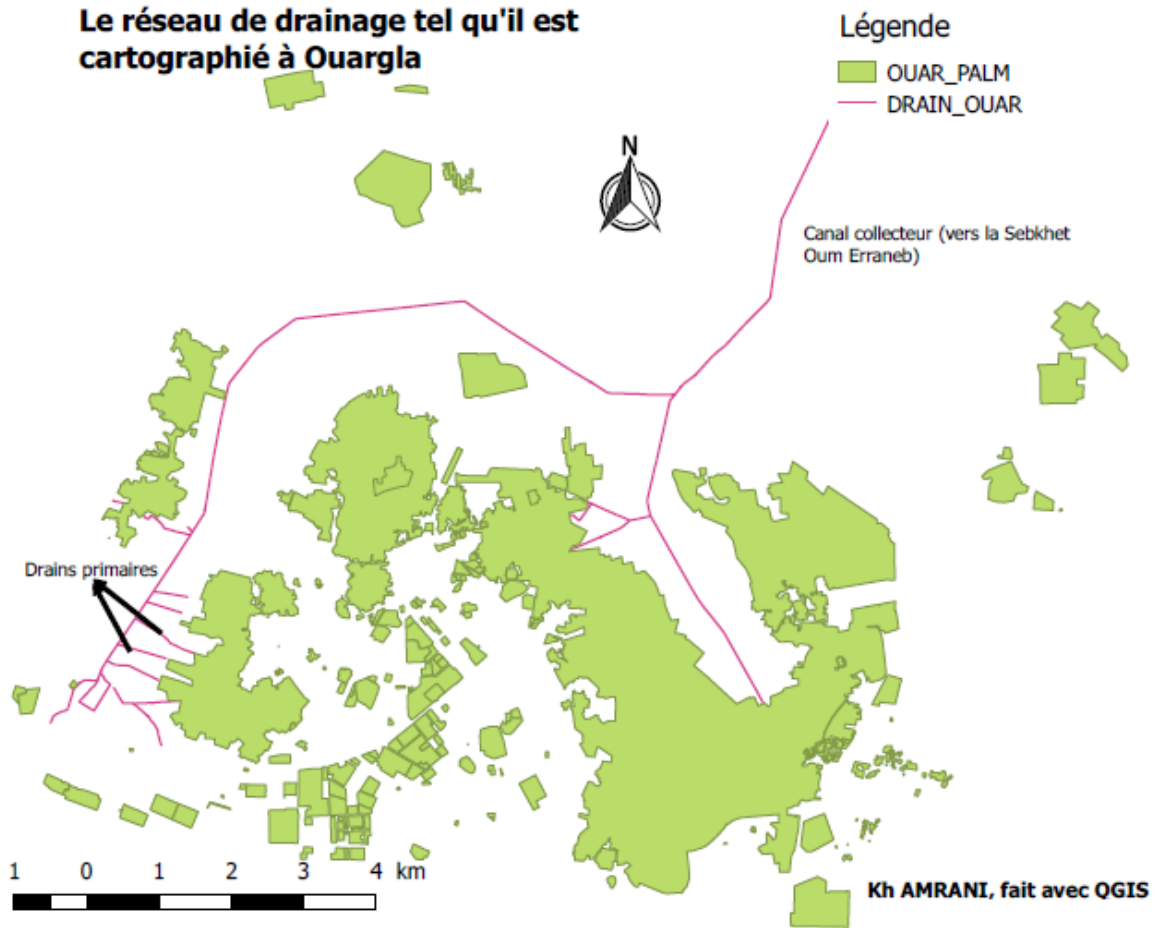 Le réseau de drainage tel qu'il est
cartographié à Ouargla
Légende
OUAR_PALM
DRAIN_OUAR
N
Canal collecteur (vers la Sebkhet
Oum Erraneb)
Drains primaires
1 0 1 2 3 4 km
Kh AMRANI, fait avec QGIS